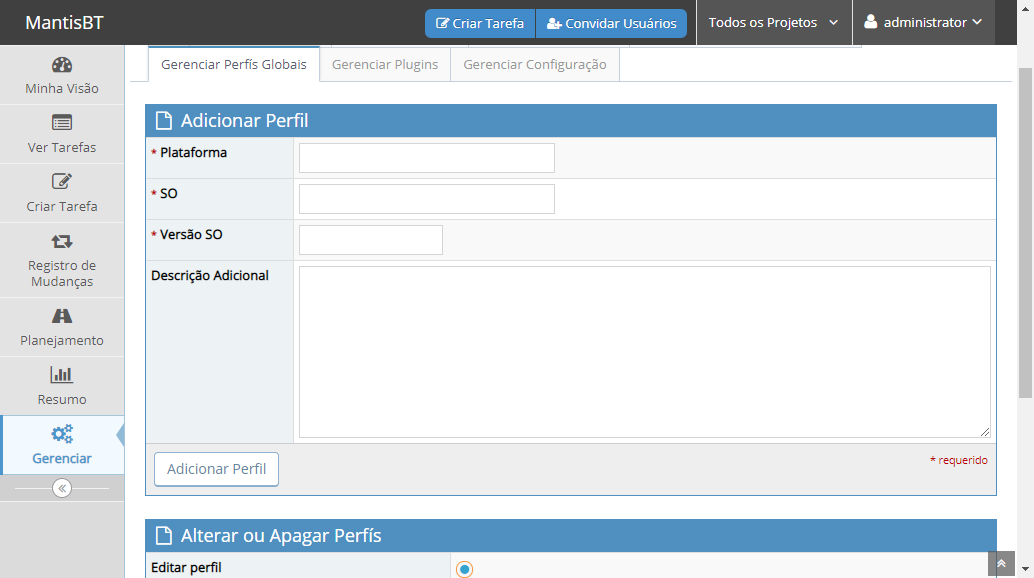 MantisBT
Criar Tarefa
Convidar Usuários
Todos os Projetos
administrator
Minha Visão
Ver Tarefas
Criar Tarefa
Registro de
Mudanças
Planejamento
Resumo
Gerenciar
Gerenciar Perfís Globais
Gerenciar Plugins
Gerenciar Configuração
Adicionar Perfil
* Plataforma
* SO
* Versão SO
Descrição Adicional
Adicionar Perfil
* requerido
Alterar ou Apagar Perfís
Editar perfil